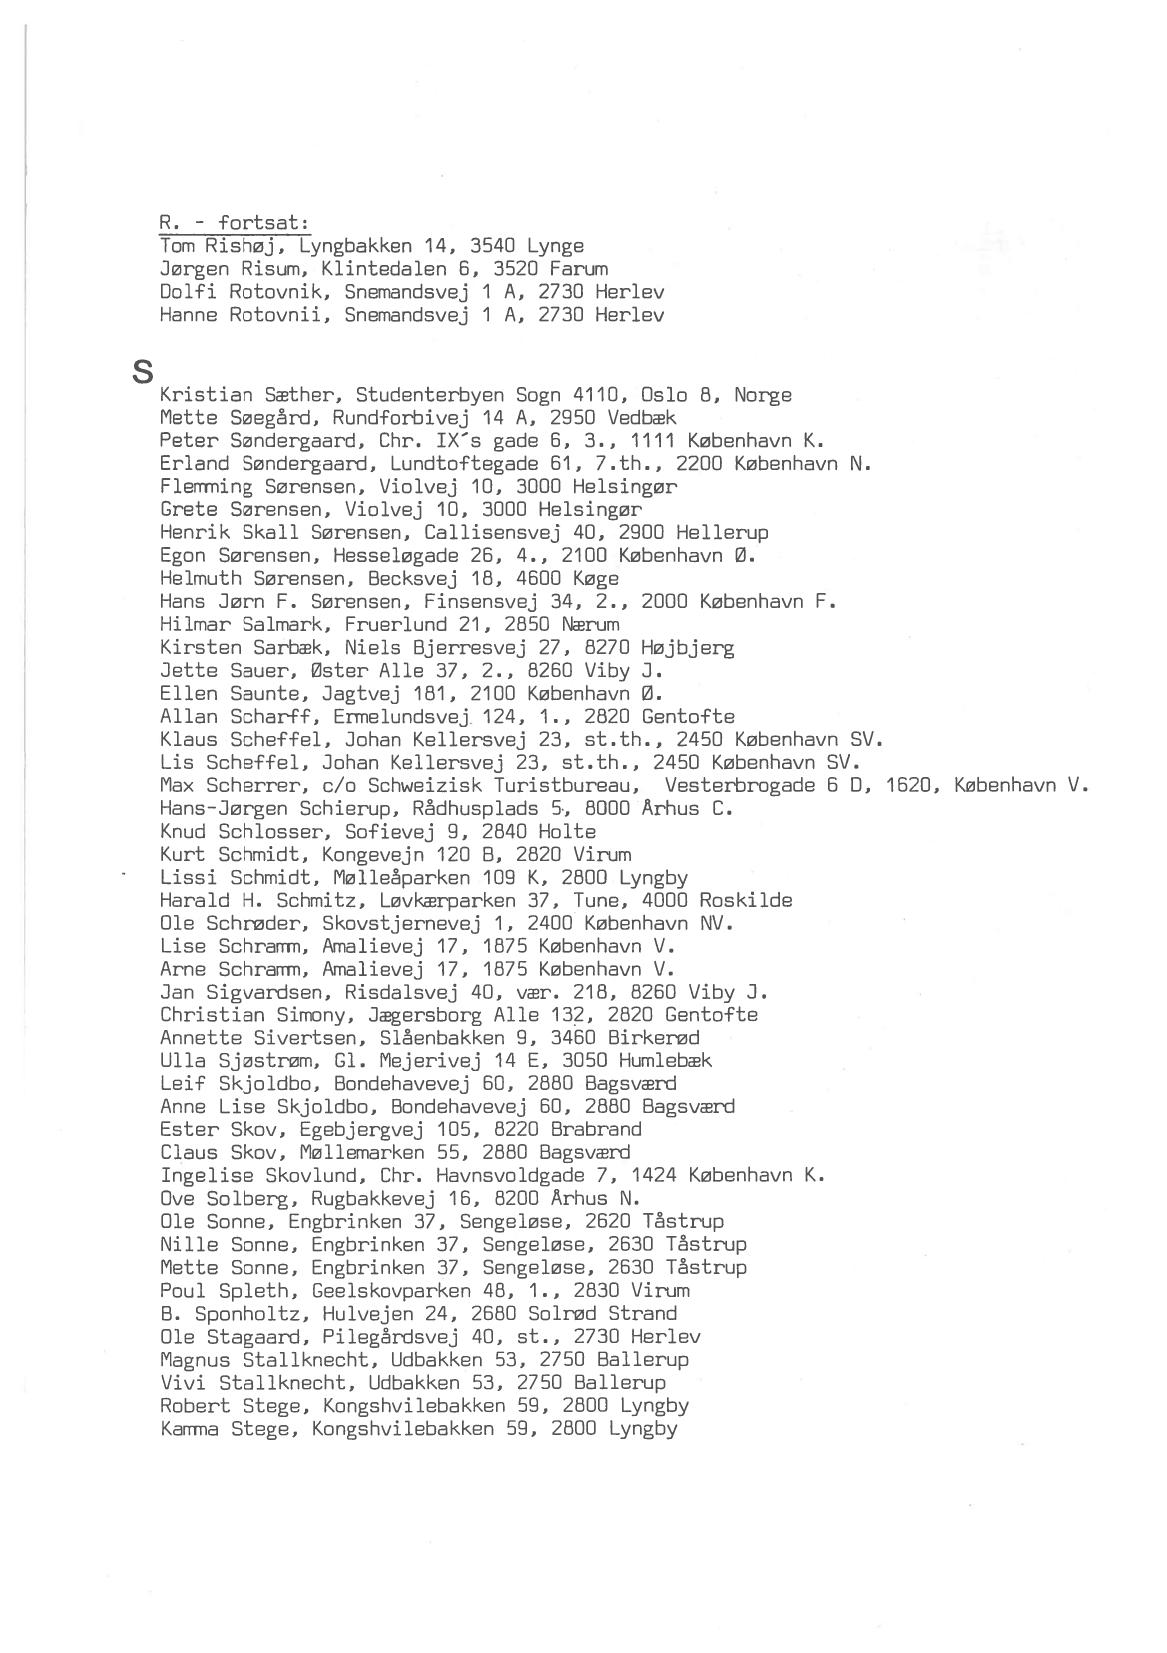 R. - fortsat:
Tom Rishøj, Lyngbakken 14, 3540 Lynge
Jørgen Risum, Klintedalen 6, 3520 Farum
Dolfi Rotovnik, Snemandsvej 1 A, 2730 Herlev
Hanne Rotovnii, Snemandsvej 1 A, 2730 Herlev
S
Kristian Sæther, Studenterbyen Sogn 4110, Oslo 8, Norge
Mette Søegård, Rundforbivej 14 A, 2950 Vedbæk
Peter Søndergaard, Chr. IX's gade 6, 3., 1111 København K.
Erland Søndergaard, Lundtoftegade 61, 7.th., 2200 København N.
Flemming Sørensen, Violvej 10, 3000 Helsingør
Grete Sørensen, Violvej 10, 3000 Helsingør
Henrik Skall Sørensen, Callisensvej 40, 2900 Hellerup
Egon Sørensen, Hesseløgade 26, 4., 2100 København Ø.
Helmuth Sørensen, Becksvej 18, 4600 Køge
Hans Jørn F. Sørensen, Finsensvej 34, 2., 2000 København F.
Hilmar Salmark, Fruerlund 21, 2850 Nærum
Kirsten Sarbæk, Niels Bjerresvej 27, 8270 Højbjerg
Jette Sauer, Øster Alle 37, 2., 8260 Viby J.
Ellen Saunte, Jagtvej 181, 2100 København Ø.
Allan Scharff, Ermelundsvej 124, 1., 2820 Gentofte
Klaus Scheffel, Johan Kellersvej 23, st.th., 2450 København SV.
Lis Scheffel, Johan Kellersvej 23, st.th., 2450 København SV.
Max Scherrer, c/o Schweizisk Turistbureau, Vesterbrogade 6 D, 1620, København V.
Hans-Jørgen Schierup, Rådhusplads 5, 8000 Århus C.
Knud Schlosser, Sofievej 9, 2840 Holte
Kurt Schmidt, Kongevejn 120 B, 2820 Virum
Lissi Schmidt, Mølleåparken 109 K, 2800 Lyngby
Harald H. Schmitz, Løvkærparken 37, Tune, 4000 Roskilde
Ole Schrøder, Skovstjernevej 1, 2400 København NV.
Lise Schramm, Amalievej 17, 1875 København V.
Arne Schramm, Amalievej 17, 1875 København V.
Jan Sigvardsen, Risdalsvej 40, vær. 218, 8260 Viby J.
Christian Simony, Jægersborg Alle 132, 2820 Gentofte
Annette Sivertsen, Slåenbakken 9, 3460 Birkerød
Ulla Sjøstrøm, Gl. Mejerivej 14 E, 3050 Humlebæk
Leif Skjoldbo, Bondehavevej 60, 2880 Bagsværd
Anne Lise Skjoldbo, Bondehavevej 60, 2880 Bagsværd
Ester Skov, Egebjergvej 105, 8220 Brabrand
Claus Skov, Møllemarken 55, 2880 Bagsværd
Ingelise Skovlund, Chr. Havnsvoldgade 7, 1424 København K.
Ove Solberg, Rugbakkevej 16, 8200 Århus N.
Ole Sonne, Engbrinken 37, Sengeløse, 2620 Tåstrup
Nille Sonne, Engbrinken 37, Sengeløse, 2630 Tåstrup
Mette Sonne, Engbrinken 37, Sengeløse, 2630 Tåstrup
Poul Spleth, Geelskovparken 48, 1., 2830 Virum
B. Sponholtz, Hulvejen 24, 2680 Solrød Strand
Ole Stagaard, Pilegårdsvej 40, st., 2730 Herlev
Magnus Stallknecht, Udbakken 53, 2750 Ballerup
Vivi Stallknecht, Udbakken 53, 2750 Ballerup
Robert Stege, Kongshvilebakken 59, 2800 Lyngby
Kamma Stege, Kongshvilebakken 59, 2800 Lyngby